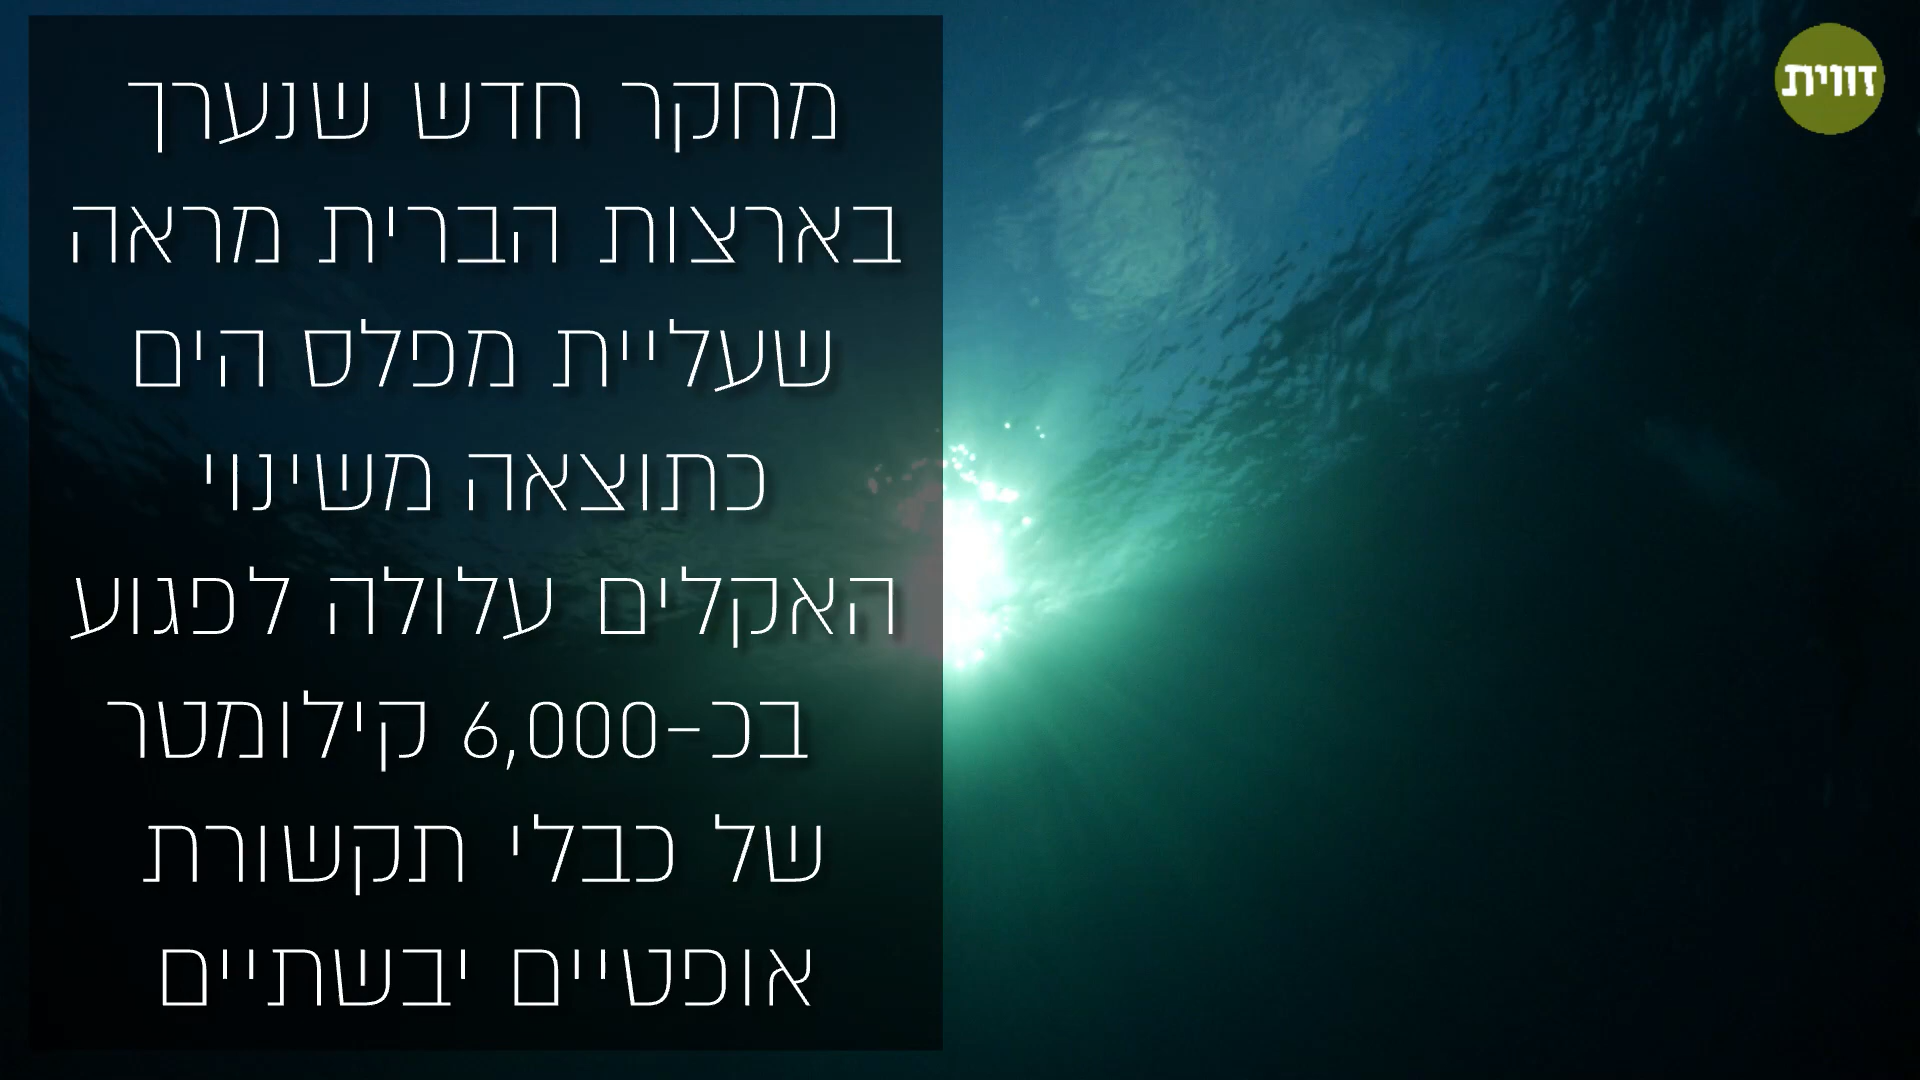 מחקר חדש שנערך
בארצות הברית מראה
שעליית מפלס הים
כתוצאה משינוי
האקלים עלולה לפגוע
בכ-6,000 קילומטר
של כבלי תקשורת
אופטיים יבשתיים
זווית